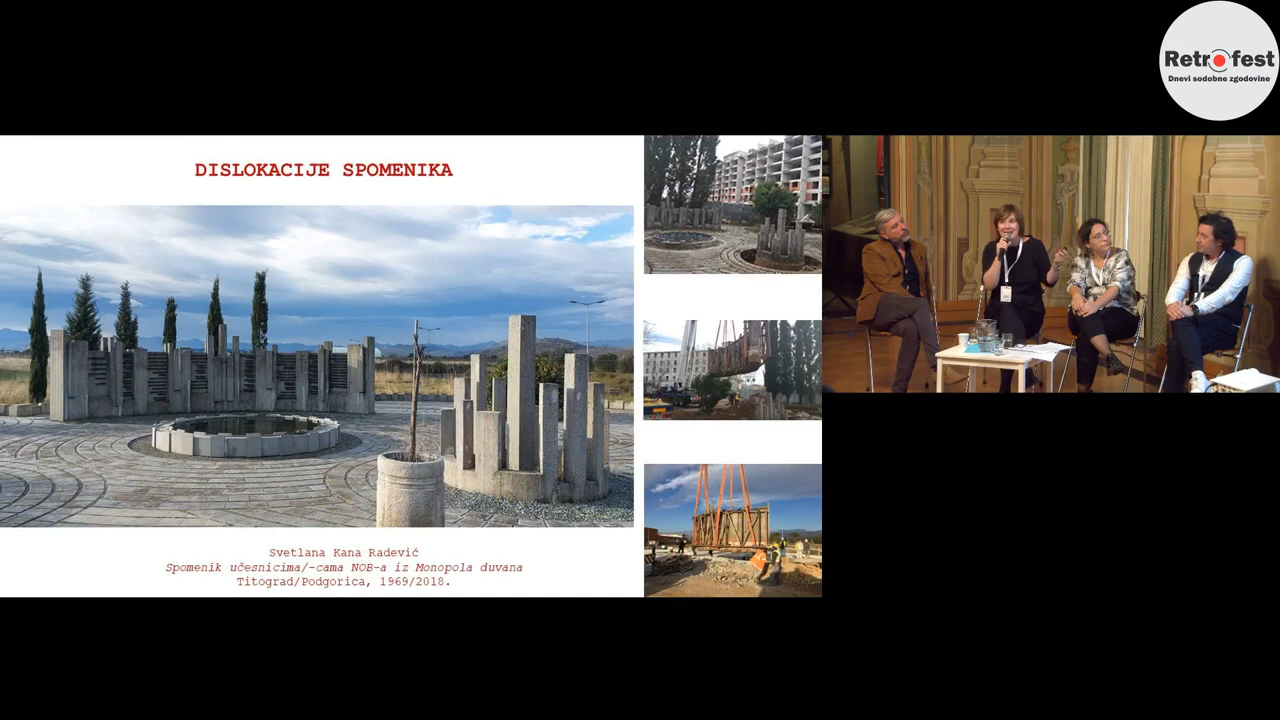 Retrofest
Dnevi sodobne zgodovine
DISLOKACIJE SPOMENIKA
Svetlana Kana Radević
Spomenik učesnicima/-cama NOB-a iz Monopola duvana
Titograd/Podgorica, 1969/2018.